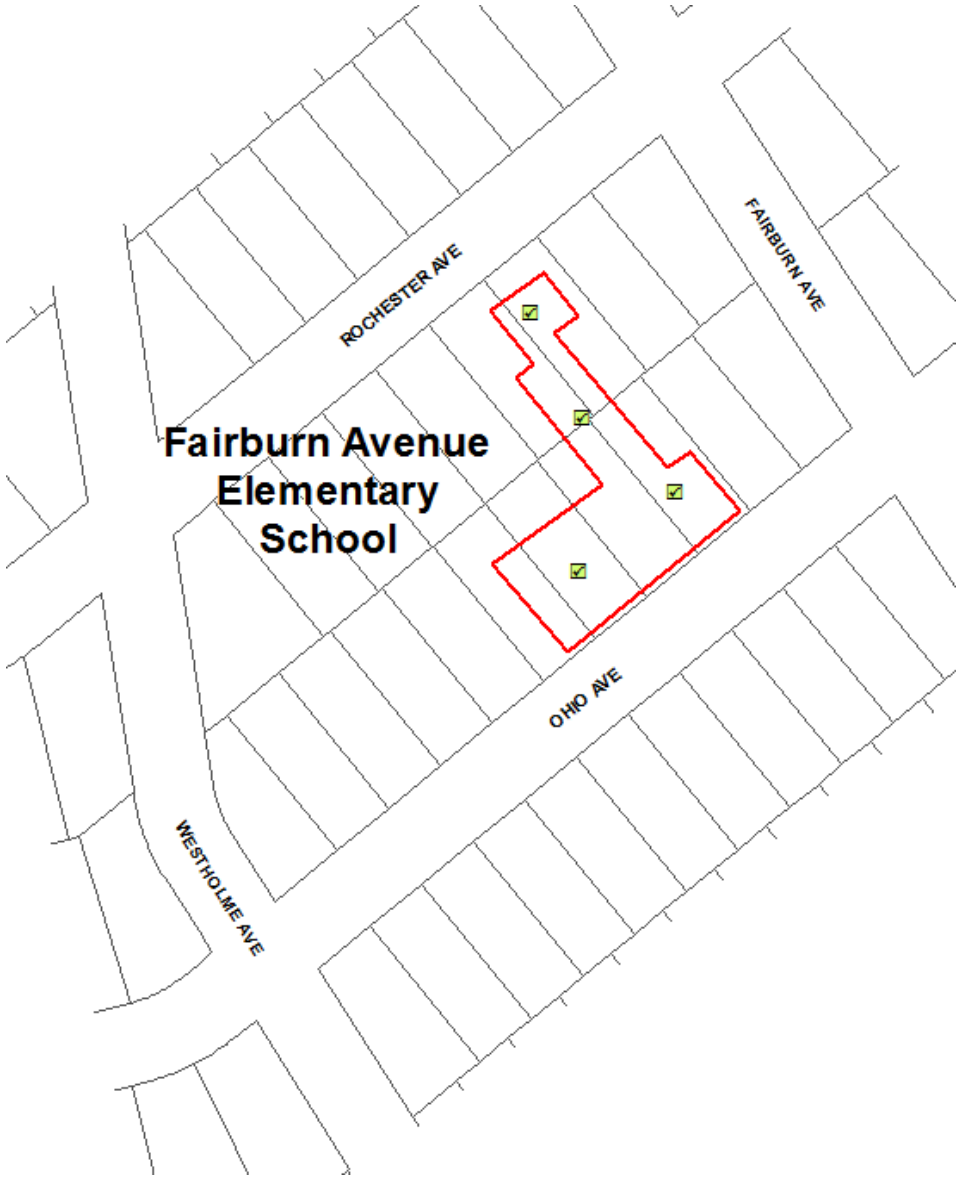 FAIRBURN AVE
ROCHESTER AVE
Fairburn Avenue
Elementary
School
OHIO AVE
WESTHOLME AVE